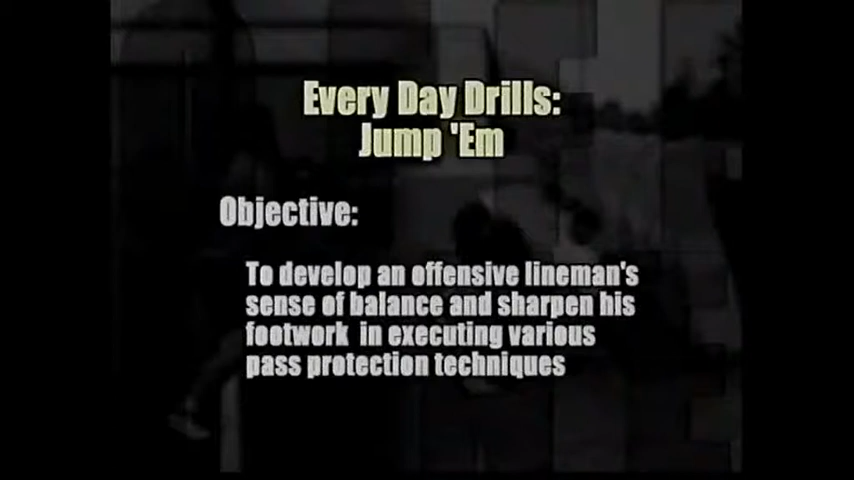 Every Day Drills:
Jump 'Em
Objective:
To develop an offensive lineman's
sense of balance and sharpen his
footwork in executing various
pass protection techniques